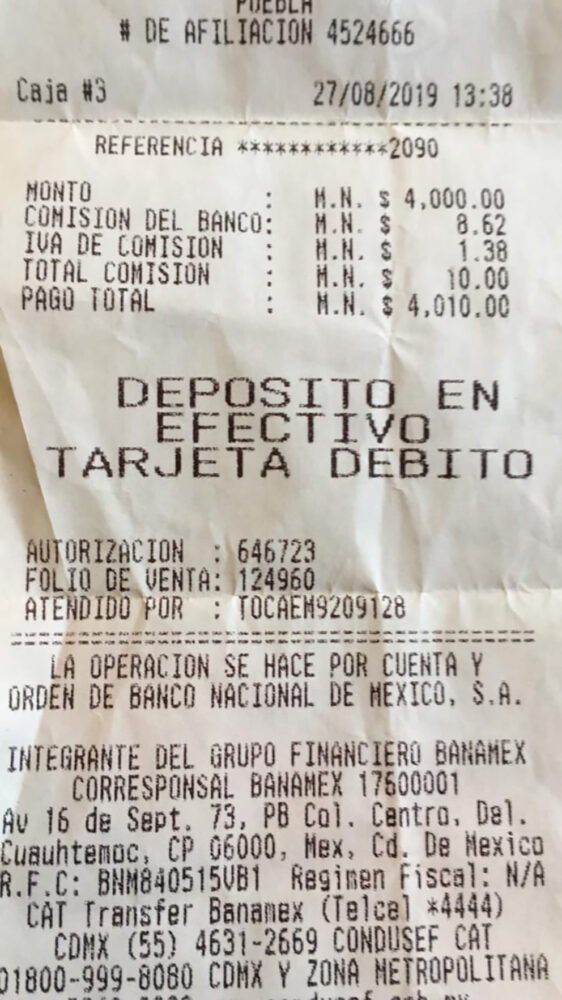 PUEBLA
# DE AFILIACION 4524666
Caja #3 27/08/2019 13:38
REFERENCIA ************2090
MONTO : M.N. $ 4,000.00
COMISION DEL BANCO: M.N. $ 8.62
IVA DE COMISION : M.N. $ 1.38
TOTAL COMISION : M.N. $ 10.00
PAGO TOTAL : M.N. $ 4,010.00
DEPOSITO EN
EFECTIVO
TARJETA DEBITO
AUTORIZACION : 646723
FOLIO DE VENTA: 124960
ATENDIDO POR : TOCAEM9209128
LA OPERACION SE HACE POR CUENTA Y
ORDEN DE BANCO NACIONAL DE MEXICO, S.A.
INTEGRANTE DEL GRUPO FINANCIERO BANAMEX
CORRESPONSAL BANAMEX 17600001
Av 16 de Sept. 73, PB Col. Centro, Del.
Cuauhtemoc, CP 06000, Mex, Cd. De Mexico
R.F.C: BNM840515VB1 Regimen Fiscal: N/A
CAT Transfer Banamex (Telcel *4444)
CDMX (55) 4631-2669 CONDUSEF CAT
01800-999-8080 CDMX Y ZONA METROPOLITANA